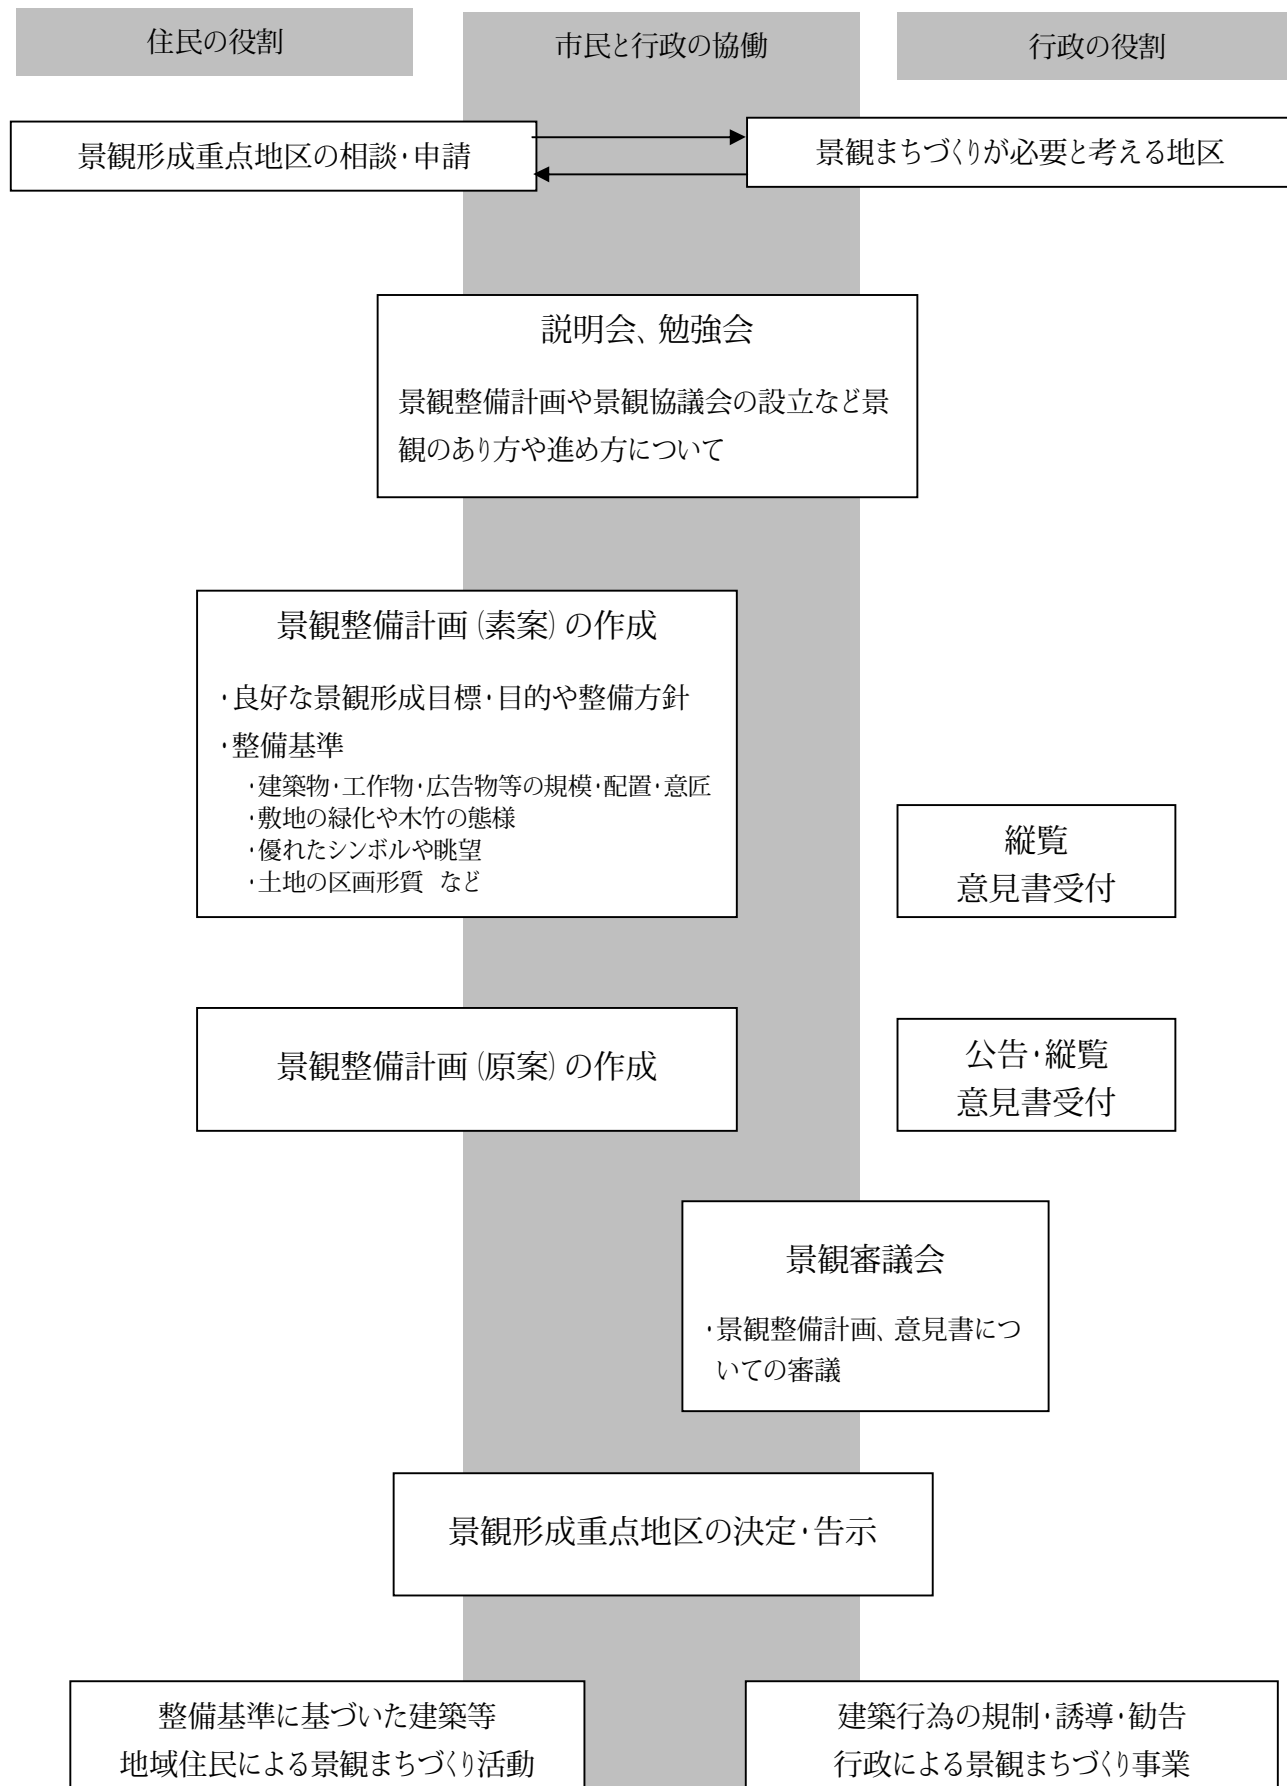 住民の役割
市民と行政の協働
行政の役割
景観形成重点地区の相談・申請
景観まちづくりが必要と考える地区
説明会、勉強会
景観整備計画や景観協議会の設立など景
観のあり方や進め方について
景観整備計画(素案)の作成
・良好な景観形成目標・目的や整備方針
・整備基準
・建築物・工作物・広告物等の規模・配置・意匠
・敷地の緑化や木竹の態様
・優れたシンボルや眺望
・土地の区画形質 など
縦覧
意見書受付
景観整備計画(原案)の作成
公告・縦覧
意見書受付
景観審議会
・景観整備計画、意見書につ
いての審議
景観形成重点地区の決定・告示
整備基準に基づいた建築等
地域住民による景観まちづくり活動
建築行為の規制・誘導・勧告
行政による景観まちづくり事業